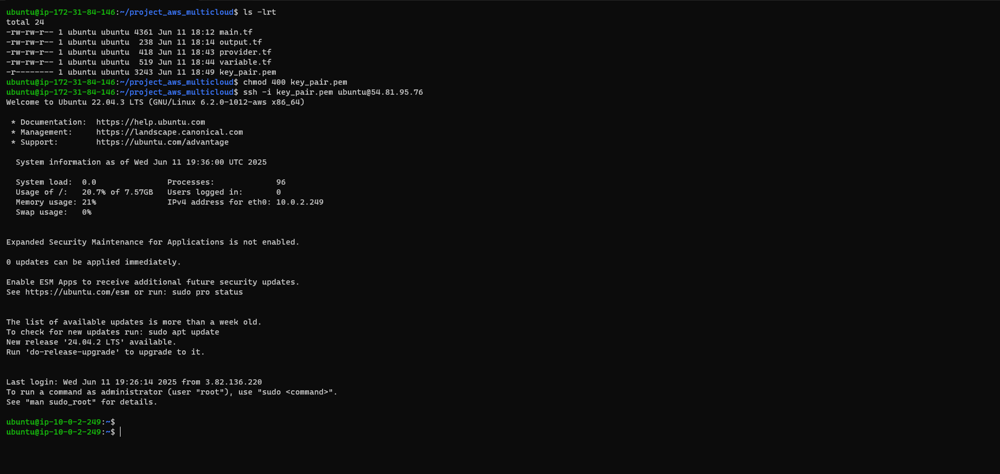 ubuntu@ip-172-31-84-146:~/project_aws_multicloud$ ls -lrt
total 24
-rw-rw-r-- 1 ubuntu ubuntu 4361 Jun 11 18:12 main.tf
-rw-rw-r-- 1 ubuntu ubuntu  238 Jun 11 18:14 output.tf
-rw-rw-r-- 1 ubuntu ubuntu  418 Jun 11 18:43 provider.tf
-rw-rw-r-- 1 ubuntu ubuntu  519 Jun 11 18:44 variable.tf
-r-------- 1 ubuntu ubuntu 3243 Jun 11 18:49 key_pair.pem
ubuntu@ip-172-31-84-146:~/project_aws_multicloud$ chmod 400 key_pair.pem
ubuntu@ip-172-31-84-146:~/project_aws_multicloud$ ssh -i key_pair.pem ubuntu@54.81.95.76
Welcome to Ubuntu 22.04.3 LTS (GNU/Linux 6.2.0-1012-aws x86_64)

 * Documentation:  https://help.ubuntu.com
 * Management:     https://landscape.canonical.com
 * Support:        https://ubuntu.com/advantage

  System information as of Wed Jun 11 19:36:00 UTC 2025

  System load:  0.0               Processes:             96
  Usage of /:   20.7% of 7.57GB   Users logged in:       0
  Memory usage: 21%               IPv4 address for eth0: 10.0.2.249
  Swap usage:   0%

Expanded Security Maintenance for Applications is not enabled.

0 updates can be applied immediately.

Enable ESM Apps to receive additional future security updates.
See https://ubuntu.com/esm or run: sudo pro status

The list of available updates is more than a week old.
To check for new updates run: sudo apt update
New release '24.04.2 LTS' available.
Run 'do-release-upgrade' to upgrade to it.

Last login: Wed Jun 11 19:26:14 2025 from 3.82.136.220
To run a command as administrator (user "root"), use "sudo <command>".
See "man sudo_root" for details.

ubuntu@ip-10-0-2-249:~$
ubuntu@ip-10-0-2-249:~$